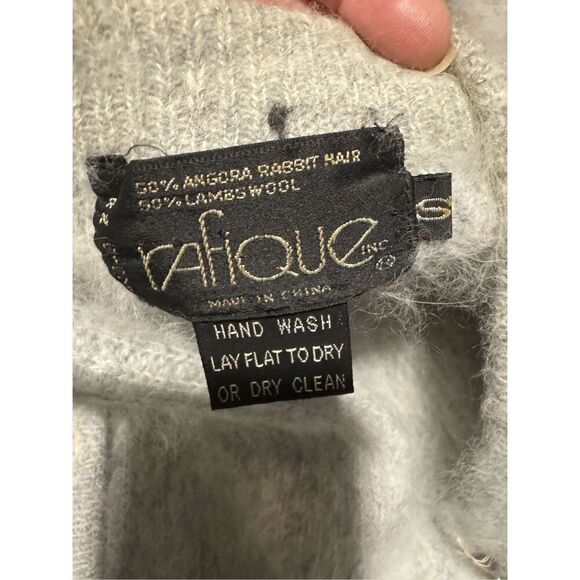 50% ANGORA RABBIT HAIR
50% LAMBSWOOL
rafique INC ®
MADE IN CHINA
S
HAND WASH
LAY FLAT TO DRY
OR DRY CLEAN